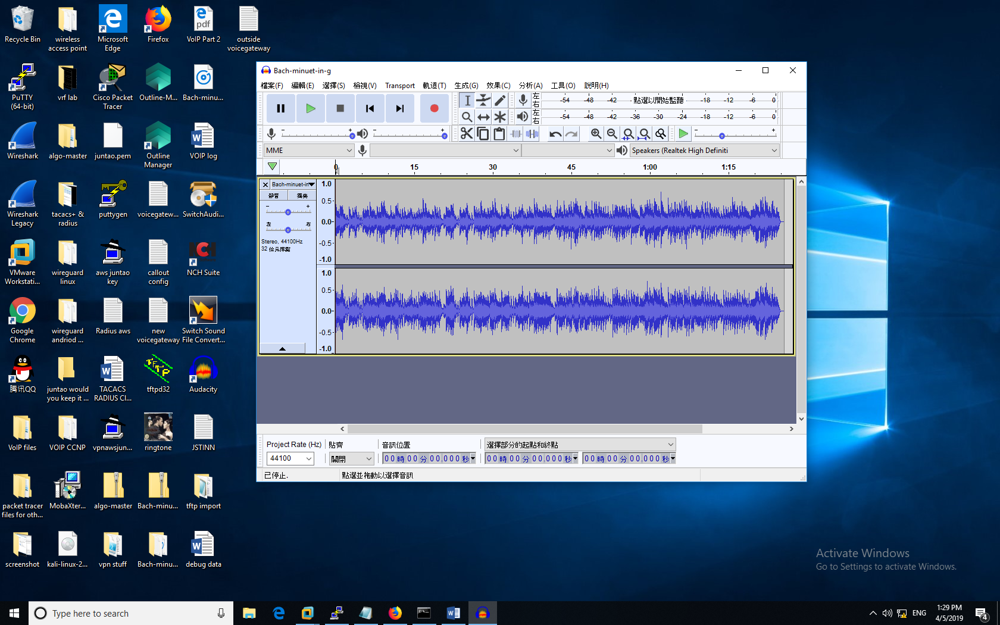 Recycle Bin
wireless
access point
Microsoft
Edge
Firefox
VoIP Part 2
outside
voicegateway
PuTTY
(64-bit)
vrf lab
Cisco Packet
Tracer
Outline-M...
Bach-minu...
Wireshark
algo-master
juntao.pem
Outline
Manager
VOIP log
Wireshark
Legacy
tacacs+ &
radius
puttygen
voicegatew...
SwitchAudi...
VMware
Workstati...
wireguard
linux
aws juntao
key
callout
config
NCH Suite
Google
Chrome
wireguard
andriod ...
Radius aws
new
voicegateway
Switch Sound
File Convert...
腾讯QQ
juntao would
you keep it ...
TACACS
RADIUS Cl...
tftpd32
Audacity
VoIP files
VOIP CCNP
vpnawsjun...
ringtone
JSTINN
packet tracer
files for oth...
MobaXter...
algo-master
Bach-minu...
tftp import
screenshot
kali-linux-2...
vpn stuff
Bach-minu...
debug data
Bach-minuet-in-g
檔案(F) 編輯(E) 選擇(S) 檢視(V) Transport 軌道(T) 生成(G) 效果(C) 分析(A) 工具(O) 說明(H)
左
右
-54 -48 -42 點選以開始監聽 -18 -12 -6 0
左
右
-54 -48 -42 -36 -30 -24 -18 -12 -6 0
MME
Speakers (Realtek High Definiti
0 15 30 45 1:00 1:15
Bach-minuet-in
靜音 獨奏
左 右
Stereo, 44100Hz
32 位元浮點
1.0
0.5
0.0
-0.5
-1.0
1.0
0.5
0.0
-0.5
-1.0
Project Rate (Hz) 貼齊 音訊位置 選擇部分的起點和終點
44100 關閉 00 時 00 分 00.000 秒 00 時 00 分 00.000 秒 00 時 00 分 00.000 秒
已停止.
點選並拖動以選擇音訊
Activate Windows
Go to Settings to activate Windows.
Type here to search
ENG
1:29 PM
4/5/2019
4